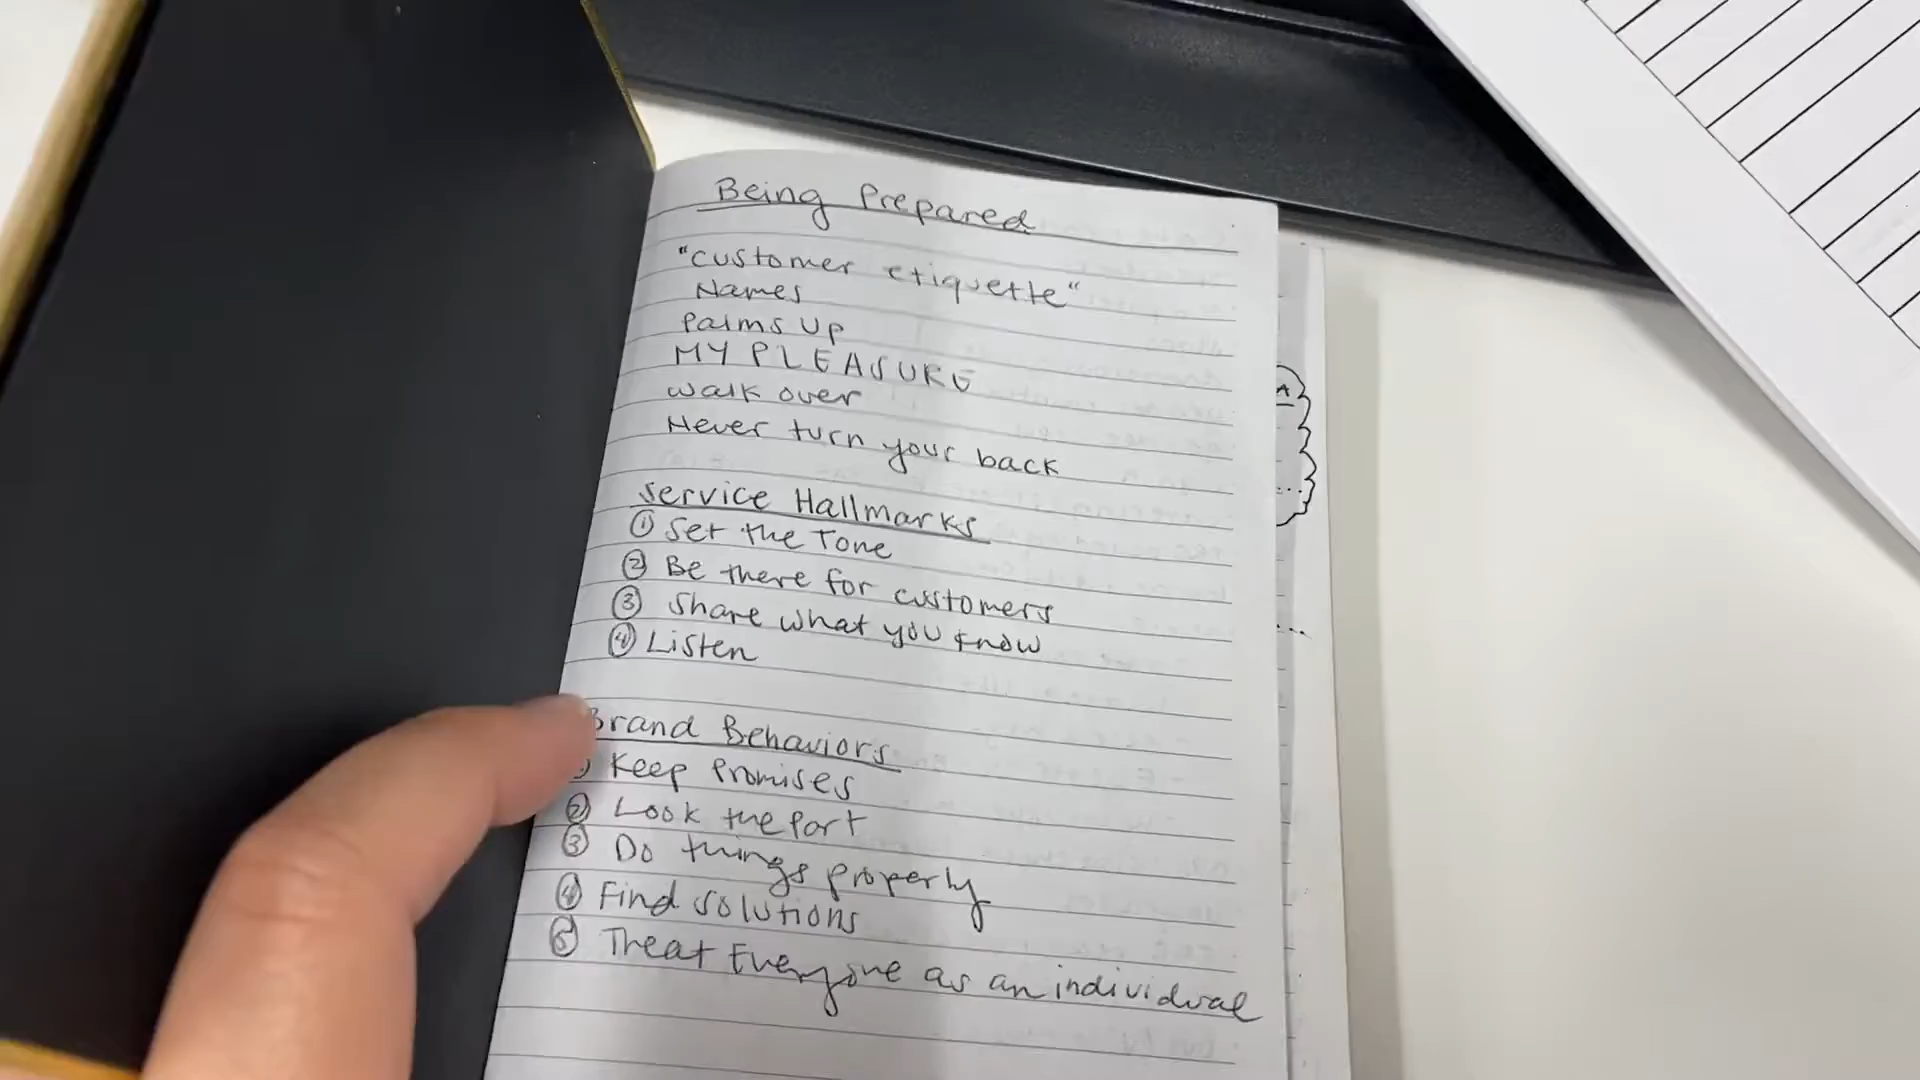 Being Prepared
"customer etiquette"
Names
Palms Up
MY PLEASURE
walk over
Never turn your back
Service Hallmarks
① Set the Tone
② Be there for customers
③ Share what you know
④ Listen
Brand Behaviors
Keep Promises
② Look the Part
③ Do things properly
④ Find solutions
⑤ Treat Everyone as an individual
A